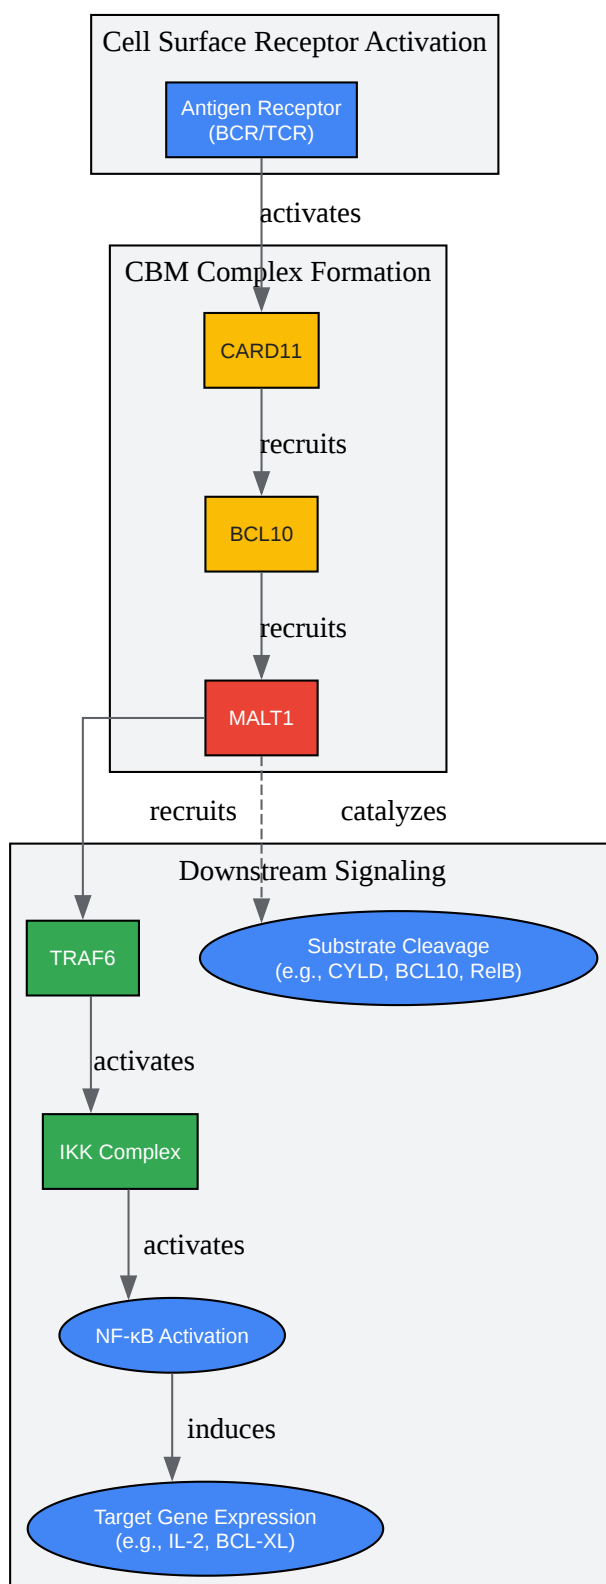 Cell Surface Receptor Activation
Antigen Receptor
(BCR/TCR)
activates
CBM Complex Formation
CARD11
recruits
BCL10
recruits
MALT1
recruits
catalyzes
Downstream Signaling
TRAF6
Substrate Cleavage
(e.g., CYLD, BCL10, RelB)
activates
IKK Complex
activates
NF-κB Activation
induces
Target Gene Expression
(e.g., IL-2, BCL-XL)